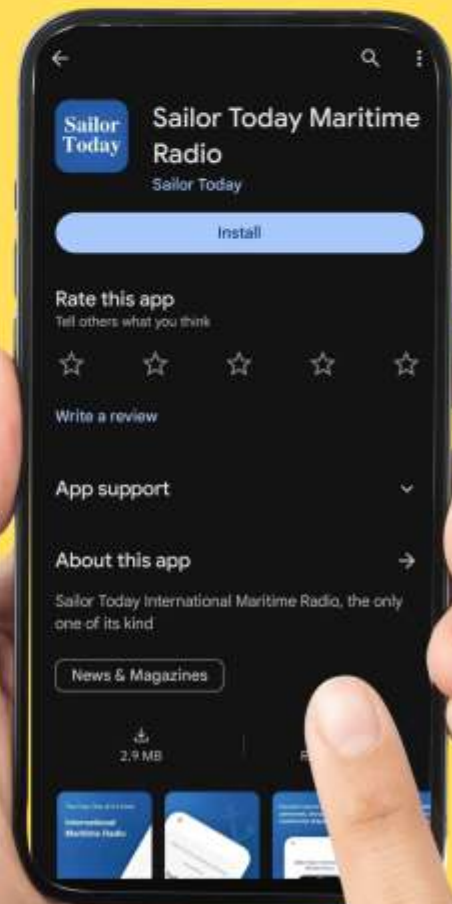 Sailor
Today
Sailor Today Maritime
Radio
Sailor Today
Install
Rate this app
Tell others what you think
Write a review
App support
About this app
Sailor Today International Maritime Radio, the only
one of its kind
News & Magazines
2.9 MB
International
Maritime Radio